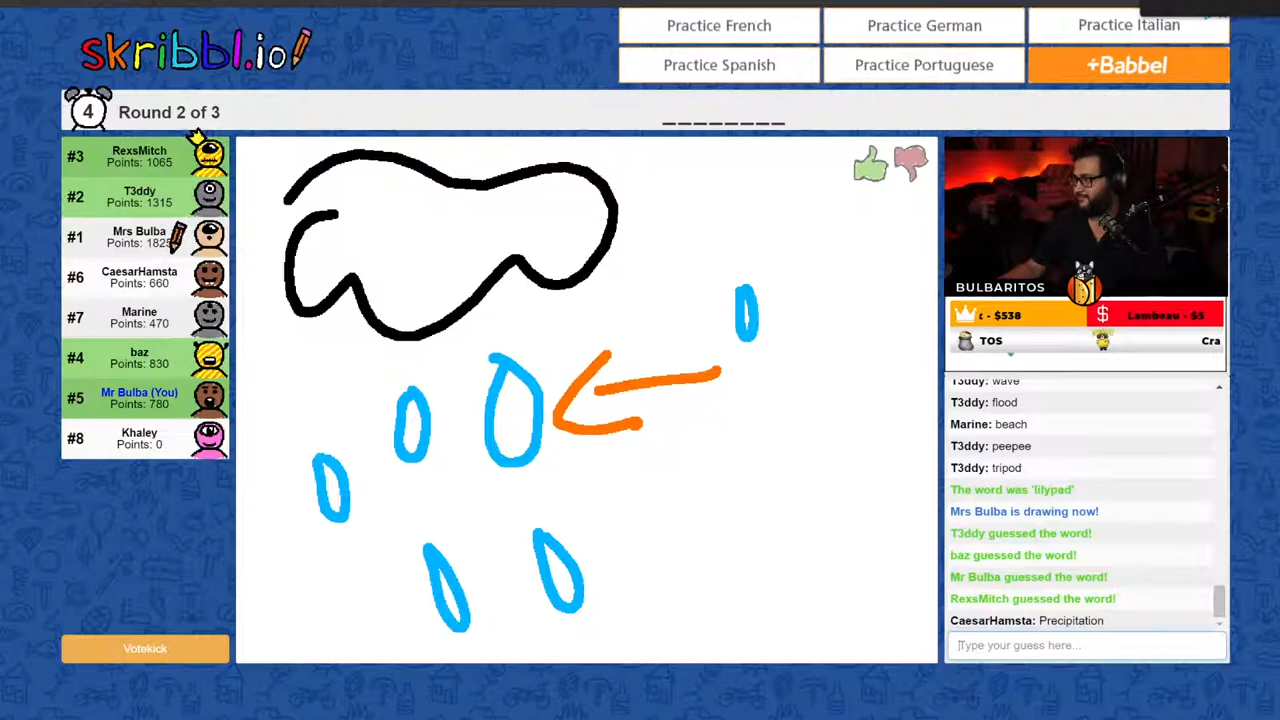 Practice French
Practice German
Practice Italian
Practice Spanish
Practice Portuguese
+Babbel
skribbl.io
4
Round 2 of 3
________
#3
RexsMitch
Points: 1065
#2
T3ddy
Points: 1315
#1
Mrs Bulba
Points: 1825
#6
CaesarHamsta
Points: 660
#7
Marine
Points: 470
#4
baz
Points: 830
#5
Mr Bulba (You)
Points: 780
#8
Khaley
Points: 0
Votekick
BULBARITOS
- $538
$
Lambeau - $5
TOS
Cra
T3ddy: wave
T3ddy: flood
Marine: beach
T3ddy: peepee
T3ddy: tripod
The word was 'lilypad'
Mrs Bulba is drawing now!
T3ddy guessed the word!
baz guessed the word!
Mr Bulba guessed the word!
RexsMitch guessed the word!
CaesarHamsta: Precipitation
Type your guess here...